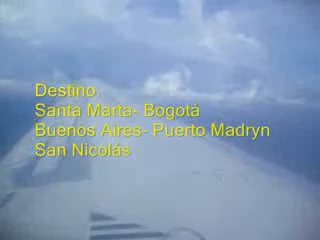 Destino.
Santa Marta- Bogotá
Buenos Aires- Puerto Madryn
San Nicolás